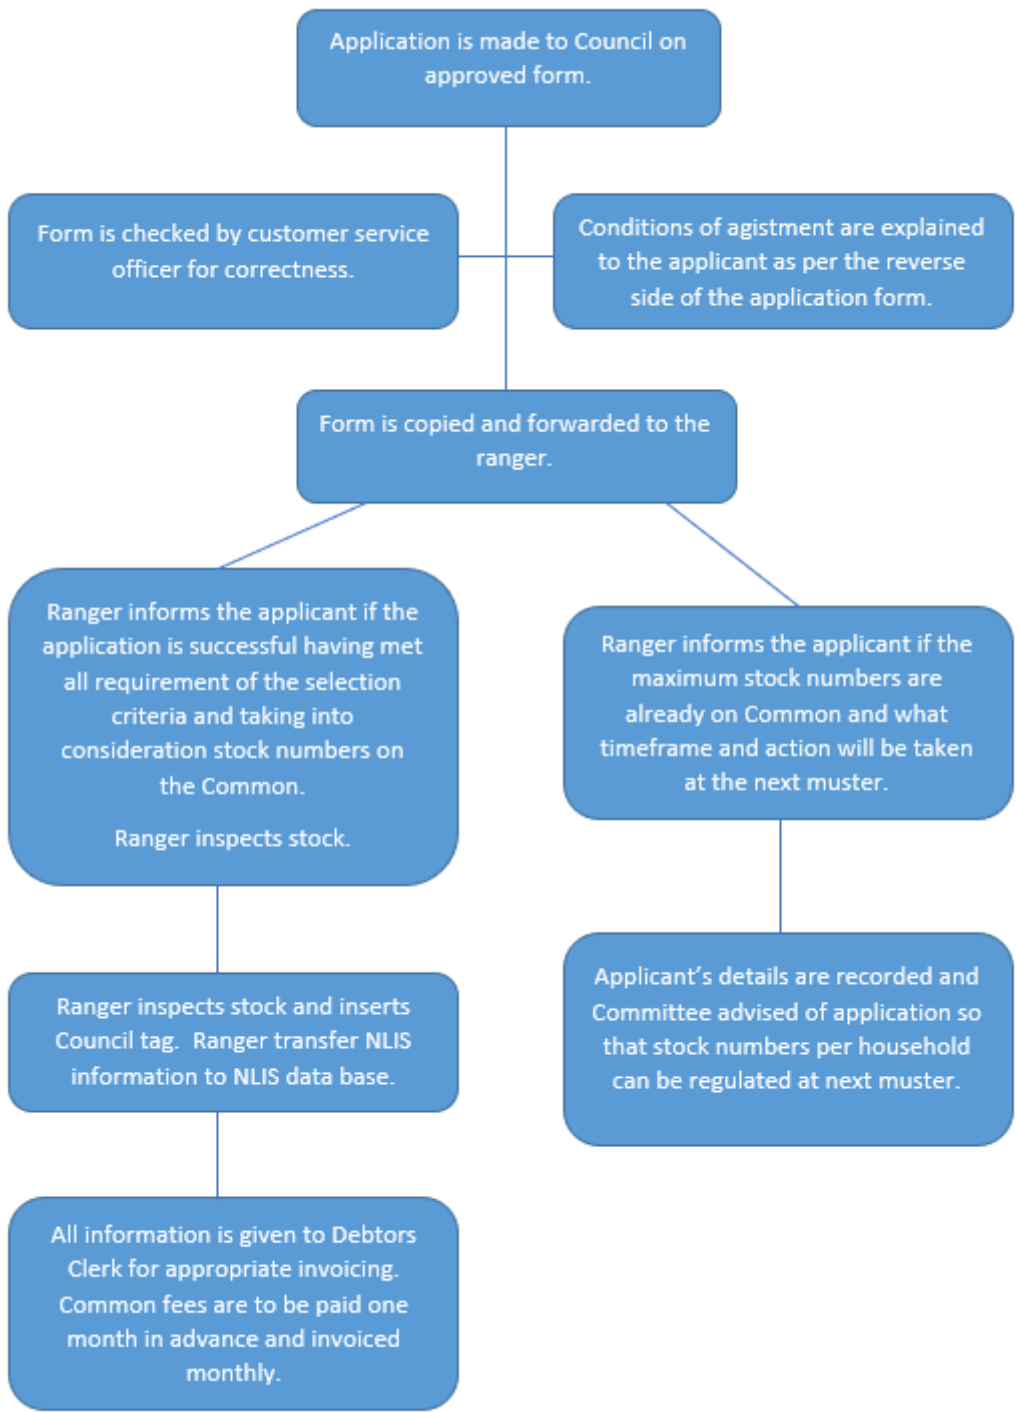 Application is made to Council on
approved form.
Form is checked by customer service
officer for correctness.
Conditions of agistment are explained
to the applicant as per the reverse
side of the application form.
Form is copied and forwarded to the
ranger.
Ranger informs the applicant if the
application is successful having met
all requirement of the selection
criteria and taking into
consideration stock numbers on
the Common.
Ranger inspects stock.
Ranger informs the applicant if the
maximum stock numbers are
already on Common and what
timeframe and action will be taken
at the next muster.
Ranger inspects stock and inserts
Council tag.  Ranger transfer NLIS
information to NLIS data base.
Applicant’s details are recorded and
Committee advised of application so
that stock numbers per household
can be regulated at next muster.
All information is given to Debtors
Clerk for appropriate invoicing.
Common fees are to be paid one
month in advance and invoiced
monthly.